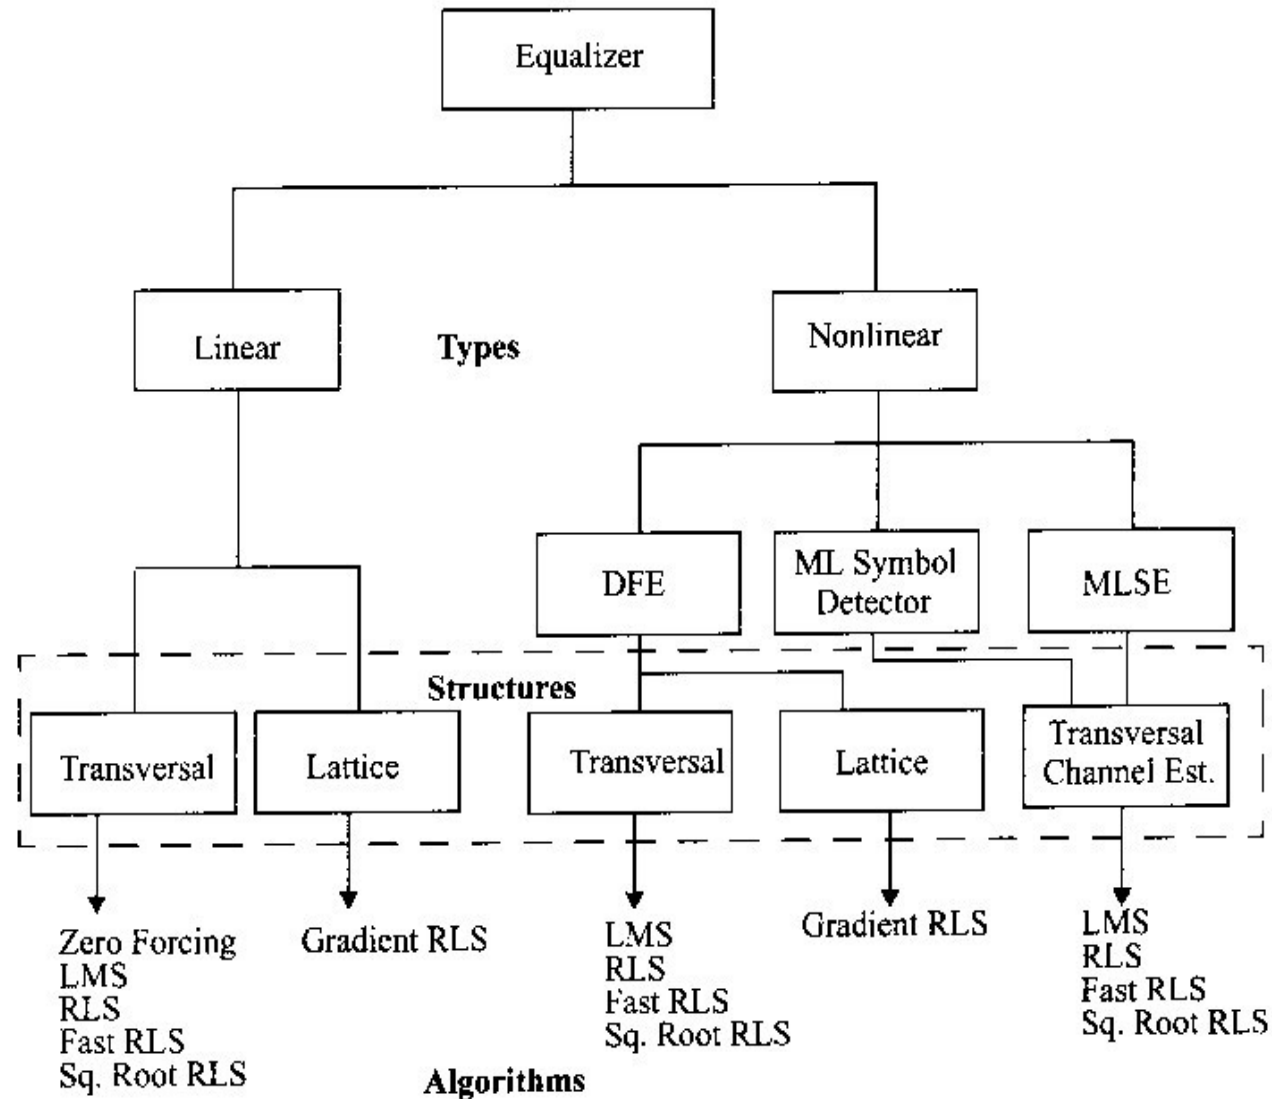 Equalizer
Linear
Types
Nonlinear
DFE
ML Symbol
Detector
MLSE
Structures
Transversal
Lattice
Transversal
Lattice
Transversal
Channel Est.
Zero Forcing
LMS
RLS
Fast RLS
Sq. Root RLS
Gradient RLS
LMS
RLS
Fast RLS
Sq. Root RLS
Gradient RLS
LMS
RLS
Fast RLS
Sq. Root RLS
Algorithms